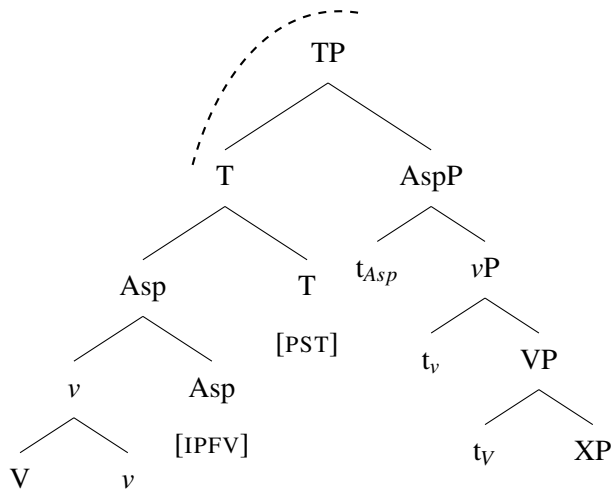 TP
T AspP
Asp T t_Asp vP
[PST]
v Asp t_v VP
[IPFV]
V v t_V XP